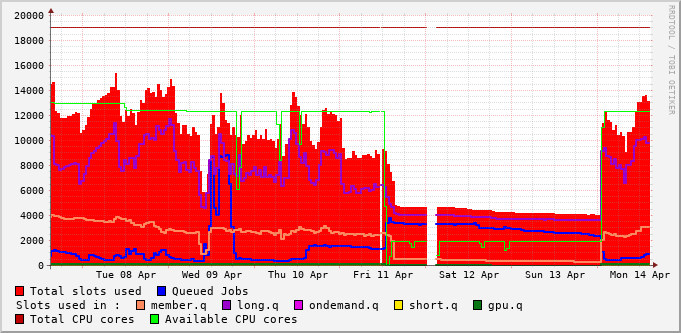 20000
18000
16000
14000
12000
10000
8000
6000
4000
2000
0
Tue 08 Apr Wed 09 Apr Thu 10 Apr Fri 11 Apr Sat 12 Apr Sun 13 Apr Mon 14 Apr
Total slots used Queued Jobs
Slots used in : member.q long.q ondemand.q short.q gpu.q
Total CPU cores Available CPU cores
RRDTOOL / TOBI OETIKER